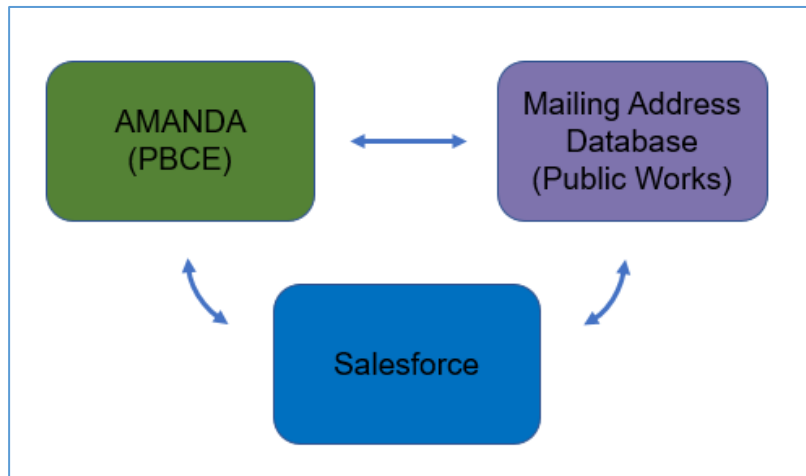 AMANDA
(PBCE)
Mailing Address
Database
(Public Works)
Salesforce